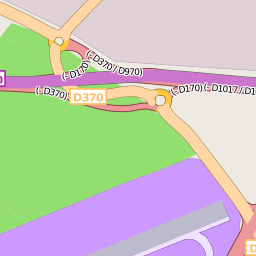 (- D370 / D970)
(- D170)
(- D370)
D370
(- D170)
(- D1017 / D1
D